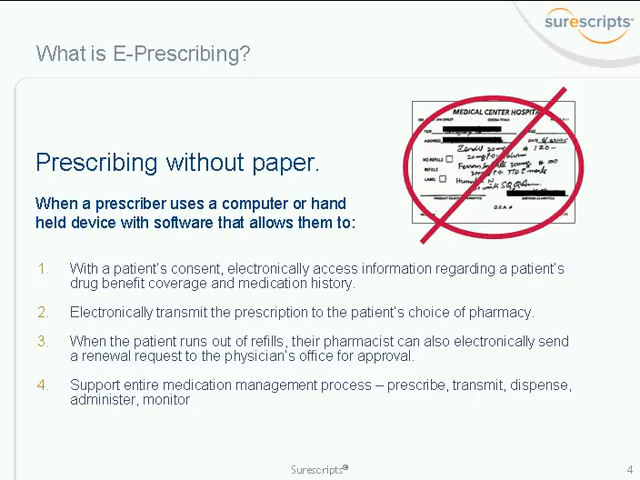 surescripts
What is E-Prescribing?
MEDICAL CENTER HOSPITAL
FOR
ADDRESS
DATE
NO REFILLS
REFILLS
LABEL
D.E.A. #
Prescribing without paper.
When a prescriber uses a computer or hand
held device with software that allows them to:
1. With a patient's consent, electronically access information regarding a patient's
drug benefit coverage and medication history.
2. Electronically transmit the prescription to the patient's choice of pharmacy.
3. When the patient runs out of refills, their pharmacist can also electronically send
a renewal request to the physician's office for approval.
4. Support entire medication management process – prescribe, transmit, dispense,
administer, monitor
Surescripts®
4